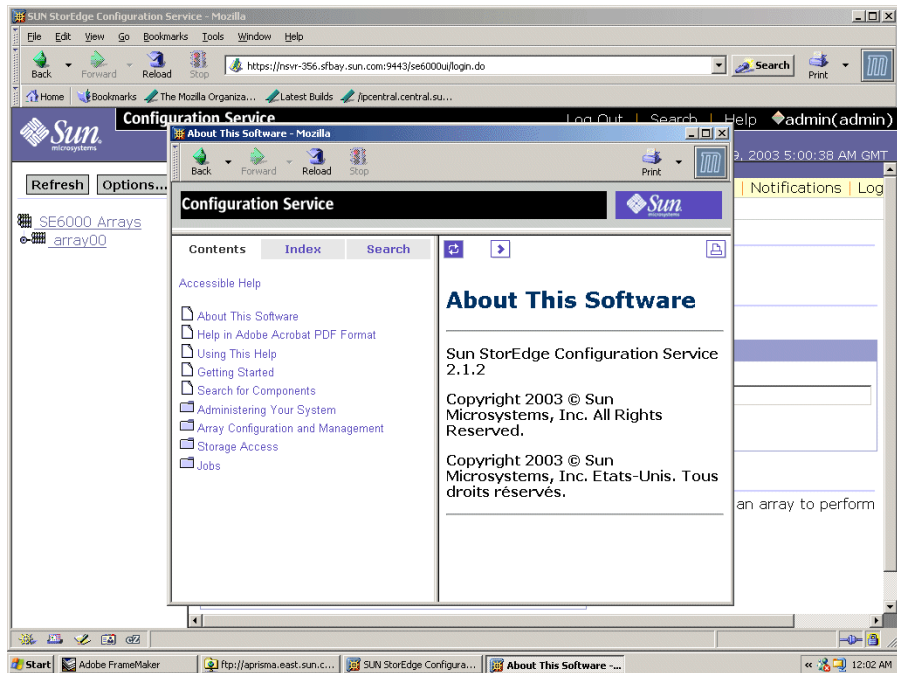 SUN StorEdge Configuration Service - Mozilla
File Edit View Go Bookmarks Tools Window Help
Back Forward Reload Stop https://nsvr-356.sfbay.sun.com:9443/se6000ui/login.do Search Print
Home Bookmarks The Mozilla Organiza... Latest Builds /ipcentral.central.su...
Sun microsystems
Configuration Service
Log Out | Search | Help admin(admin)
9, 2003 5:00:38 AM GMT
Refresh Options...
| Notifications | Log
SE6000 Arrays
array00
an array to perform
About This Software - Mozilla
Back Forward Reload Stop Print
Configuration Service
Sun microsystems
Contents Index Search
Accessible Help
About This Software
Help in Adobe Acrobat PDF Format
Using This Help
Getting Started
Search for Components
Administering Your System
Array Configuration and Management
Storage Access
Jobs
About This Software
Sun StorEdge Configuration Service
2.1.2
Copyright 2003 © Sun
Microsystems, Inc. All Rights
Reserved.
Copyright 2003 © Sun
Microsystems, Inc. Etats-Unis. Tous
droits réservés.
Start Adobe FrameMaker ftp://aprisma.east.sun.c... SUN StorEdge Configura... About This Software -... 12:02 AM